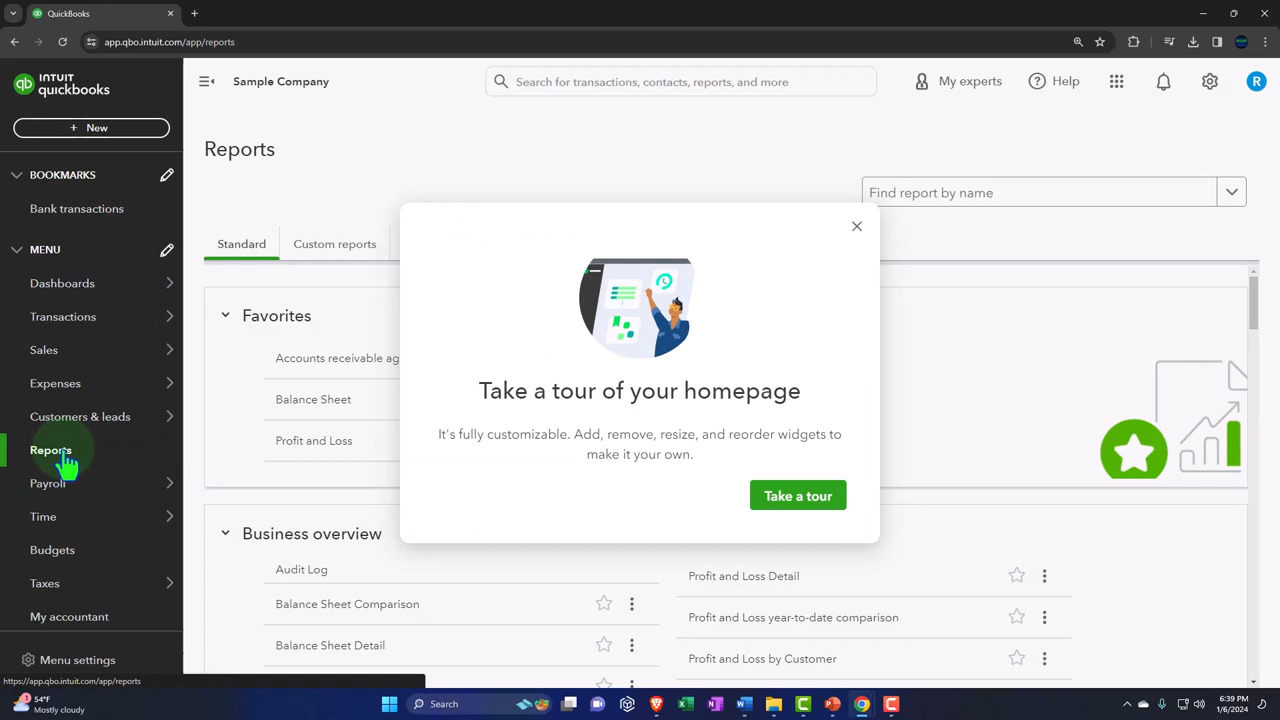 QuickBooks
app.qbo.intuit.com/app/reports
INTUIT
quickbooks
Sample Company
Search for transactions, contacts, reports, and more
My experts
Help
R
+ New
BOOKMARKS
Bank transactions
MENU
Dashboards
Transactions
Sales
Expenses
Customers & leads
Reports
Payroll
Time
Budgets
Taxes
My accountant
Menu settings
Reports
Find report by name
Standard
Custom reports
Favorites
Accounts receivable ag
Balance Sheet
Profit and Loss
Take a tour of your homepage
It's fully customizable. Add, remove, resize, and reorder widgets to
make it your own.
Take a tour
Business overview
Audit Log
Balance Sheet Comparison
Balance Sheet Detail
Profit and Loss Detail
Profit and Loss year-to-date comparison
Profit and Loss by Customer
https://app.qbo.intuit.com/app/reports
1
54°F
Mostly cloudy
Search
6:39 PM
1/6/2024